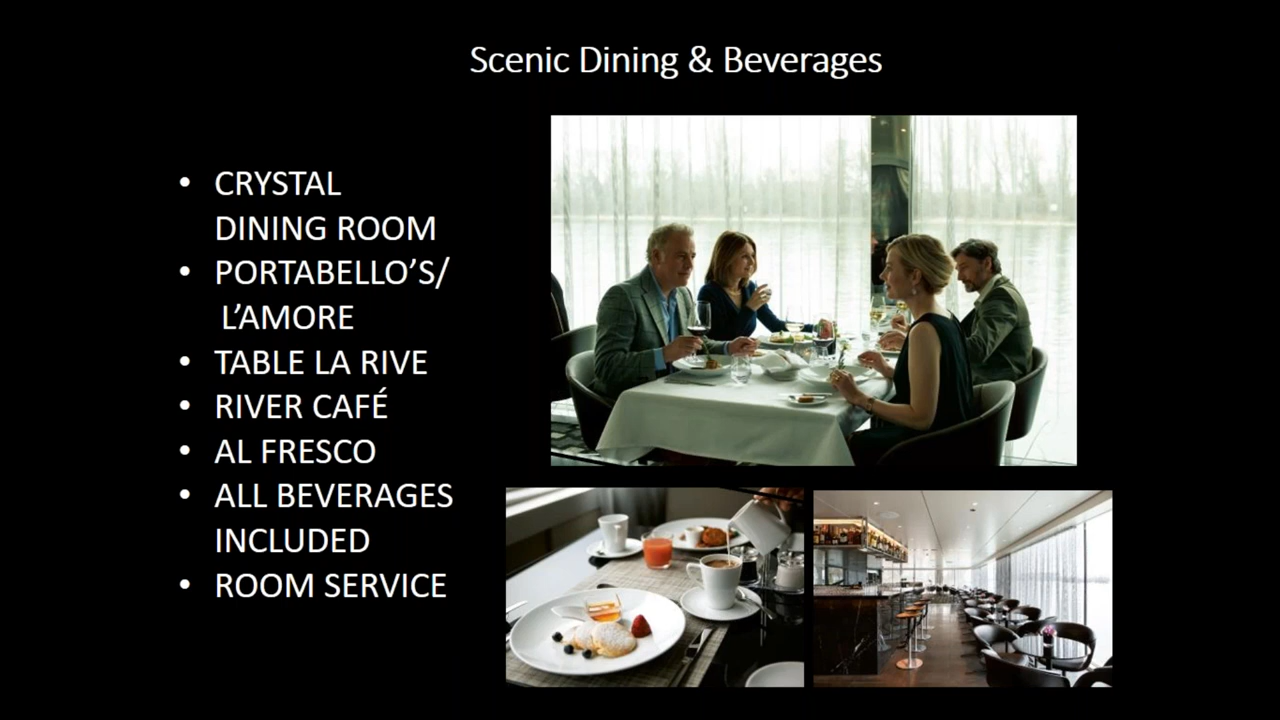 Scenic Dining & Beverages
• CRYSTAL
DINING ROOM
• PORTABELLO’S/
L’AMORE
• TABLE LA RIVE
• RIVER CAFÉ
• AL FRESCO
• ALL BEVERAGES
INCLUDED
• ROOM SERVICE